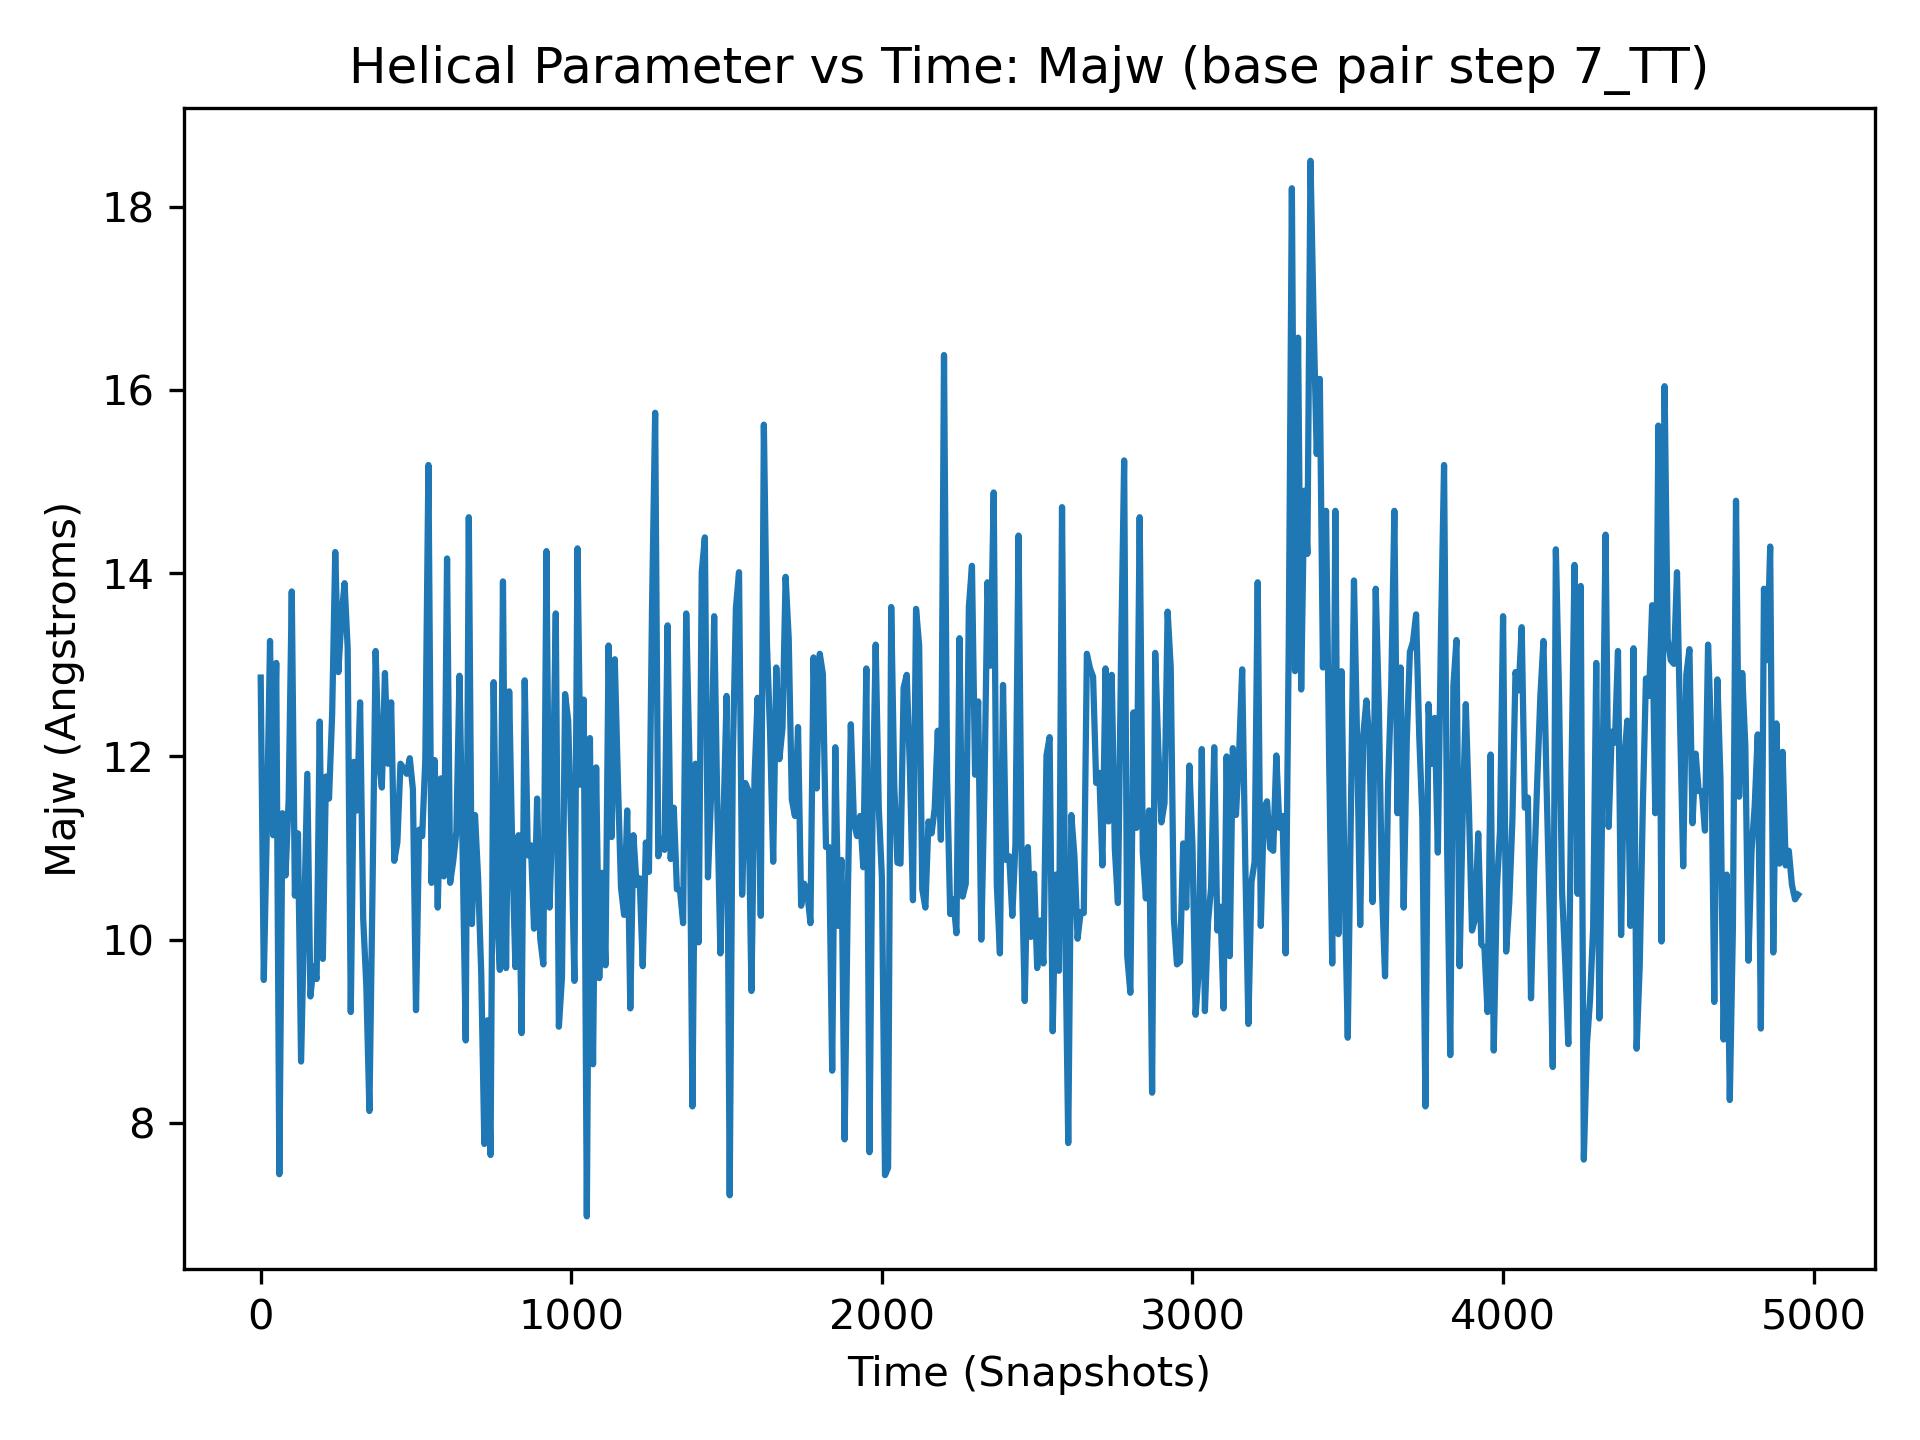 Helical Parameter vs Time: Majw (base pair step 7_TT)
Majw (Angstroms)
18
16
14
12
10
8
0 1000 2000 3000 4000 5000
Time (Snapshots)